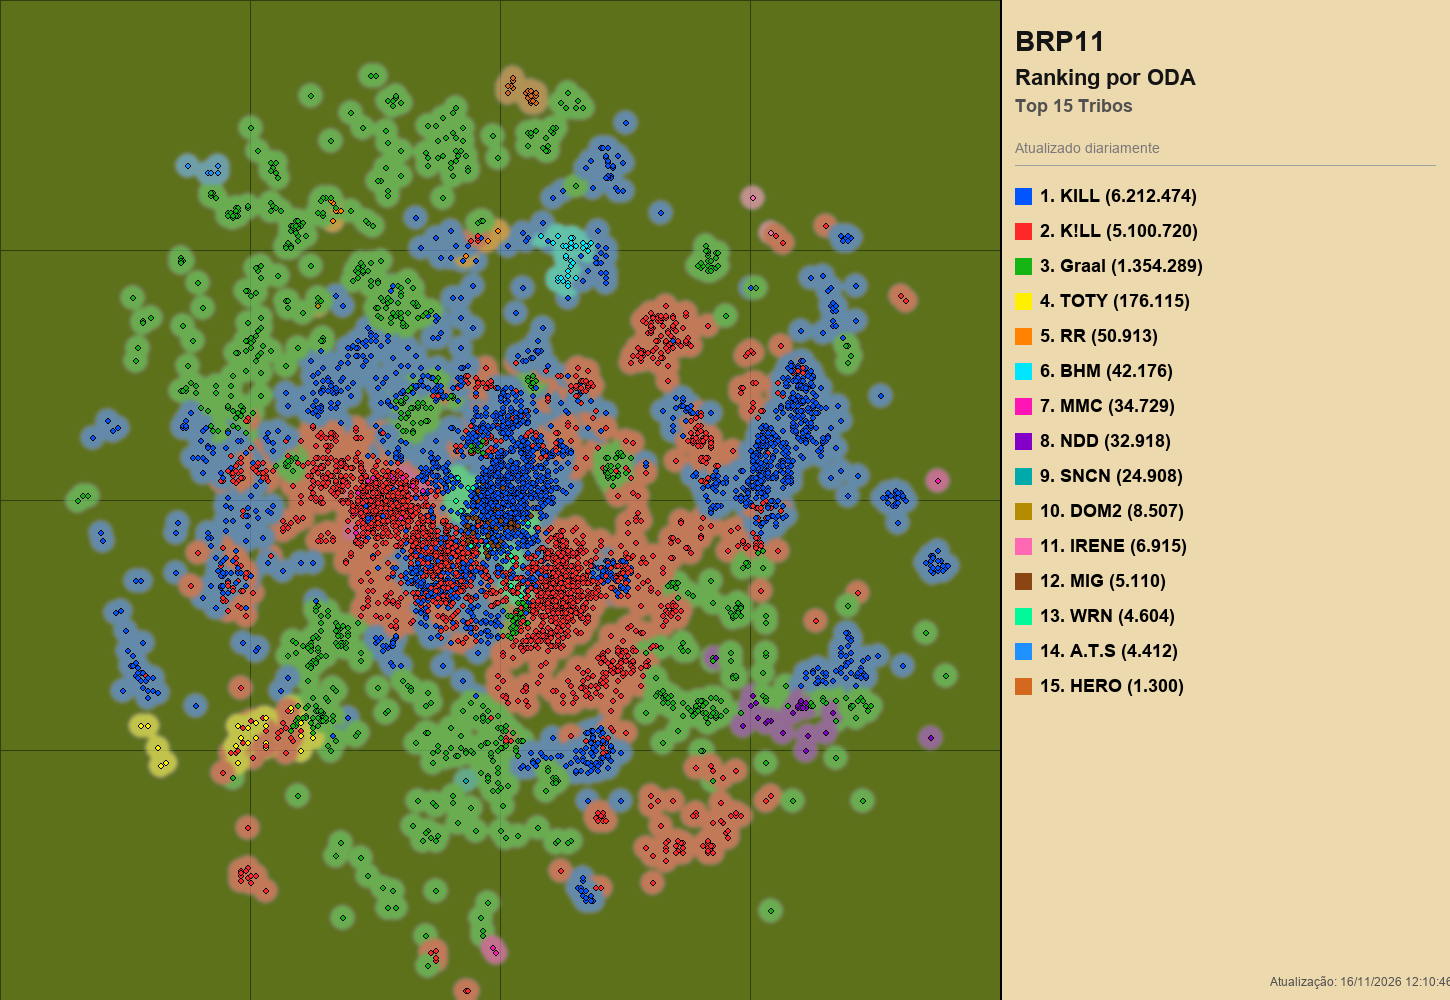 BRP11
Ranking por ODA
Top 15 Tribos
Atualizado diariamente
1. KILL (6.212.474)
2. K!LL (5.100.720)
3. Graal (1.354.289)
4. TOTY (176.115)
5. RR (50.913)
6. BHM (42.176)
7. MMC (34.729)
8. NDD (32.918)
9. SNCN (24.908)
10. DOM2 (8.507)
11. IRENE (6.915)
12. MIG (5.110)
13. WRN (4.604)
14. A.T.S (4.412)
15. HERO (1.300)
Atualização: 16/11/2026 12:10:46